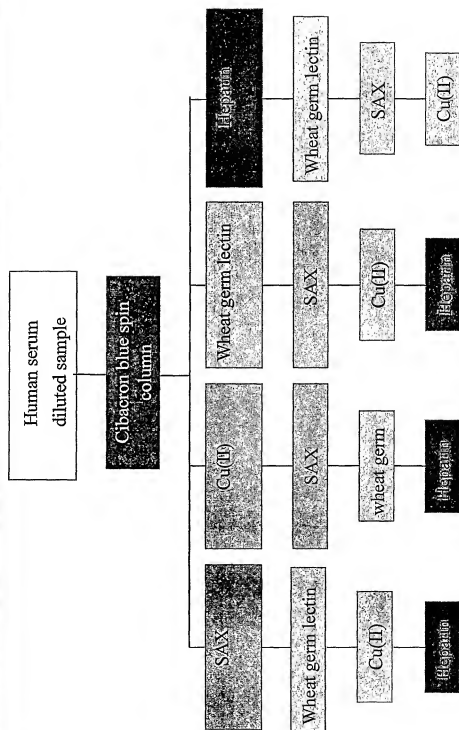 Human serum
diluted sample
Cibacron blue spin
column
SAX
Cu(II)
Wheat germ lectin
Heparin
Wheat germ lectin
SAX
SAX
Wheat germ lectin
Cu(II)
wheat germ
Cu(II)
SAX
Heparin
Heparin
Heparin
Cu(II)